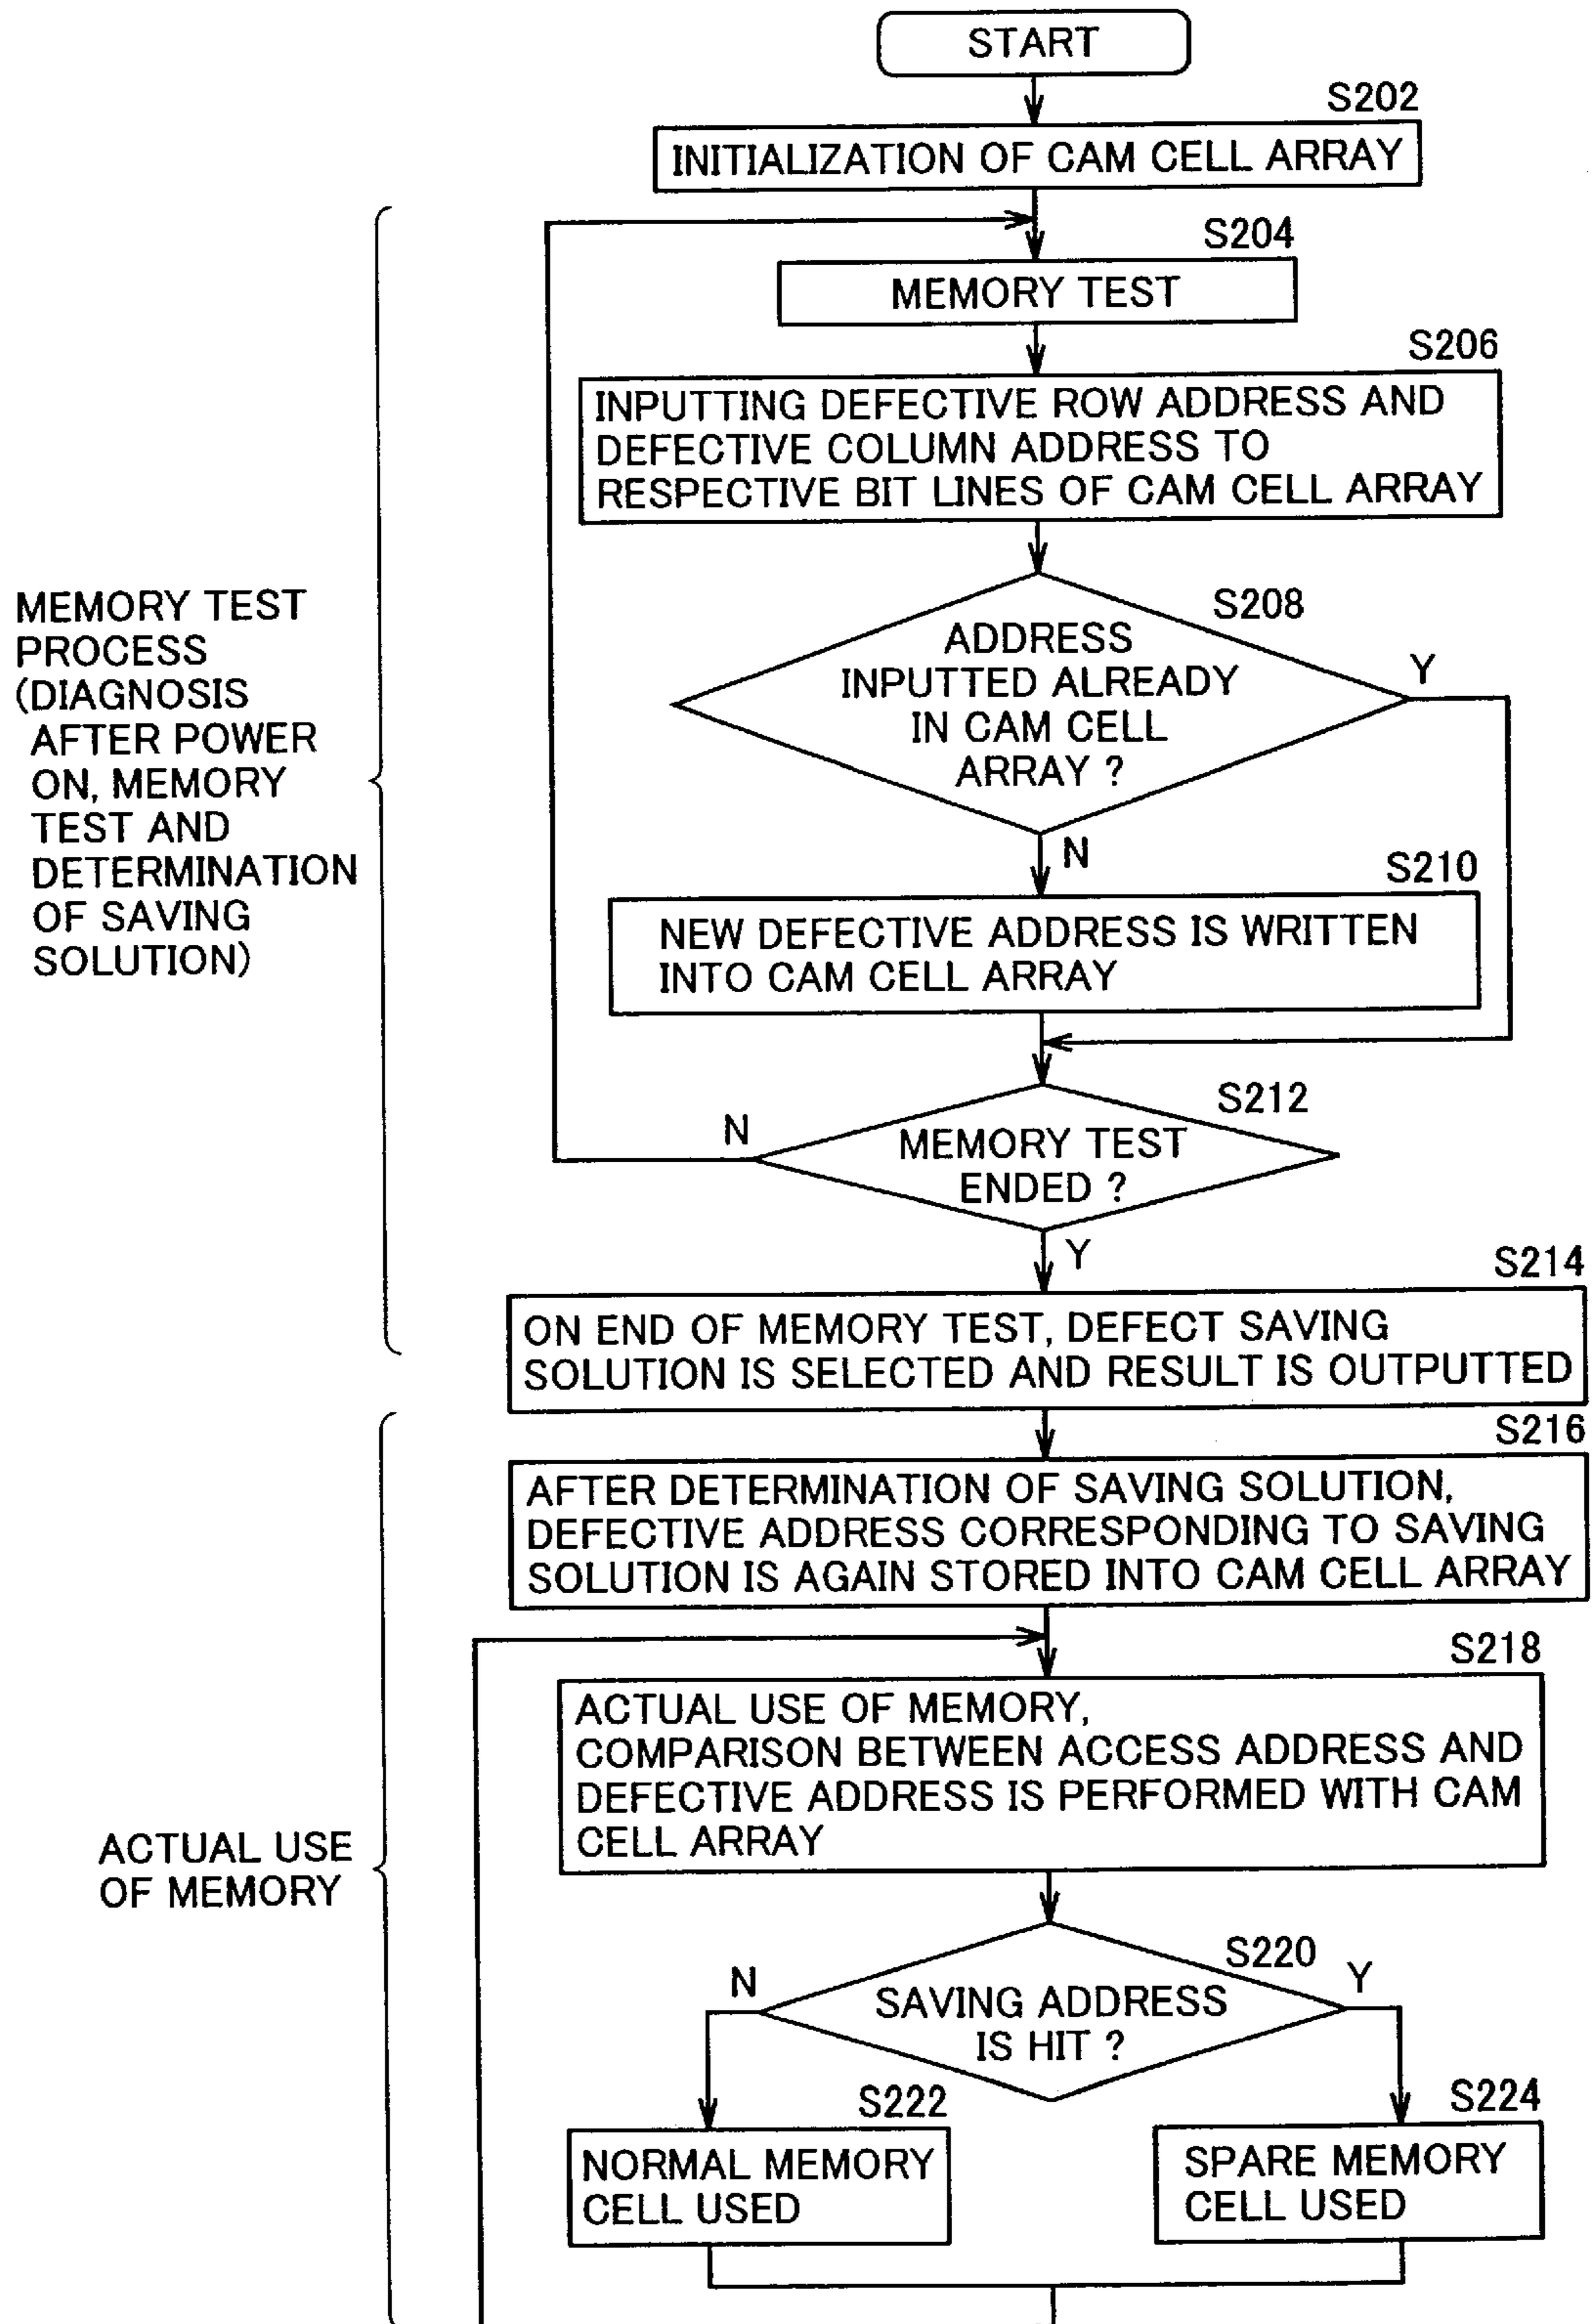 START
S202
INITIALIZATION OF CAM CELL ARRAY
S204
MEMORY TEST
S206
INPUTTING DEFECTIVE ROW ADDRESS AND
DEFECTIVE COLUMN ADDRESS TO
RESPECTIVE BIT LINES OF CAM CELL ARRAY
MEMORY TEST
PROCESS
(DIAGNOSIS
AFTER POWER
ON, MEMORY
TEST AND
DETERMINATION
OF SAVING
SOLUTION)
S208
ADDRESS
INPUTTED ALREADY
IN CAM CELL
ARRAY ?
Y
N
S210
NEW DEFECTIVE ADDRESS IS WRITTEN
INTO CAM CELL ARRAY
S212
N
MEMORY TEST
ENDED ?
Y
S214
ON END OF MEMORY TEST, DEFECT SAVING
SOLUTION IS SELECTED AND RESULT IS OUTPUTTED
S216
AFTER DETERMINATION OF SAVING SOLUTION,
DEFECTIVE ADDRESS CORRESPONDING TO SAVING
SOLUTION IS AGAIN STORED INTO CAM CELL ARRAY
S218
ACTUAL USE OF MEMORY,
COMPARISON BETWEEN ACCESS ADDRESS AND
DEFECTIVE ADDRESS IS PERFORMED WITH CAM
CELL ARRAY
ACTUAL USE
OF MEMORY
S220
N
Y
SAVING ADDRESS
IS HIT ?
S222
NORMAL MEMORY
CELL USED
S224
SPARE MEMORY
CELL USED